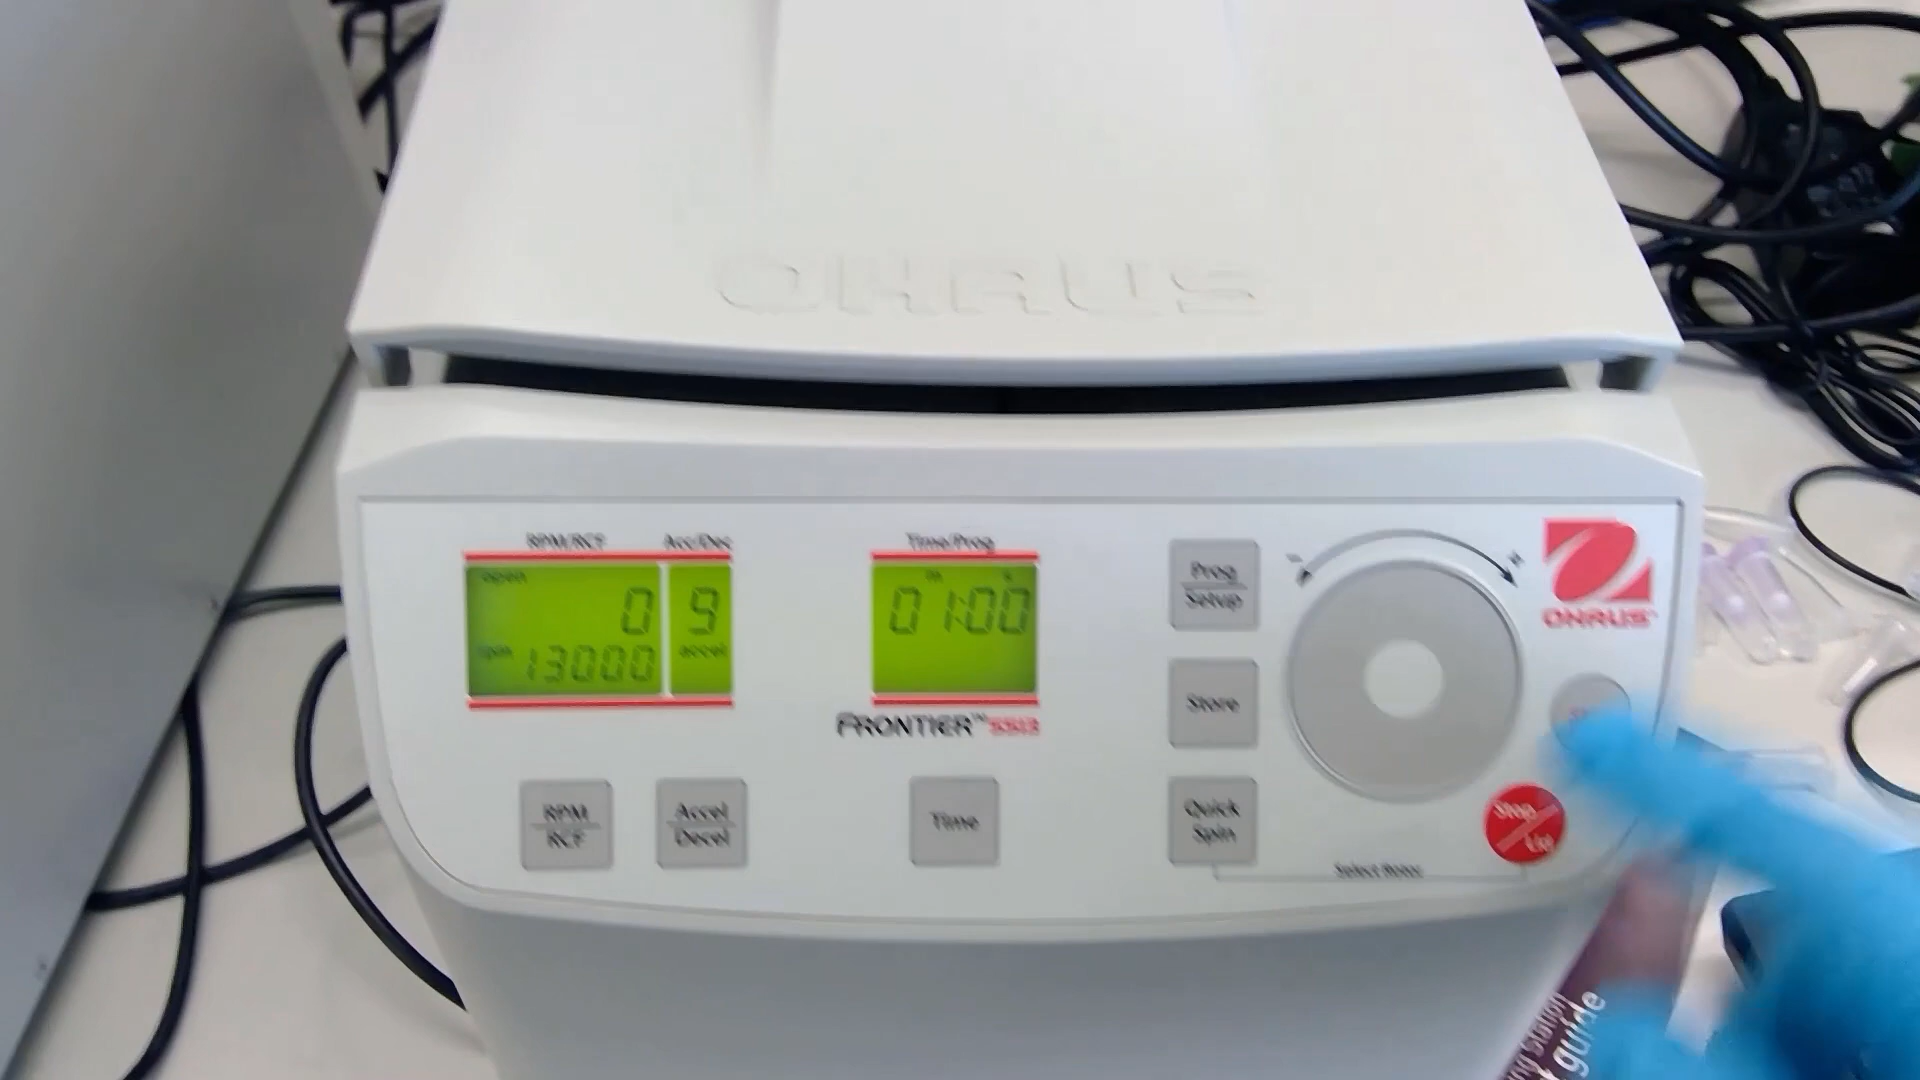 OHAUS
RPM/RCF Acc/Dec
open
0 9
rpm 13000 accel
Time/Prog
m s
01:00
FRONTIER™ 5513
Prog
Setup
- +
OHAUS
Store
RPM
RCF
Accel
Decel
Time
Quick
Spin
Stop
Lid
Select Rotor
guide